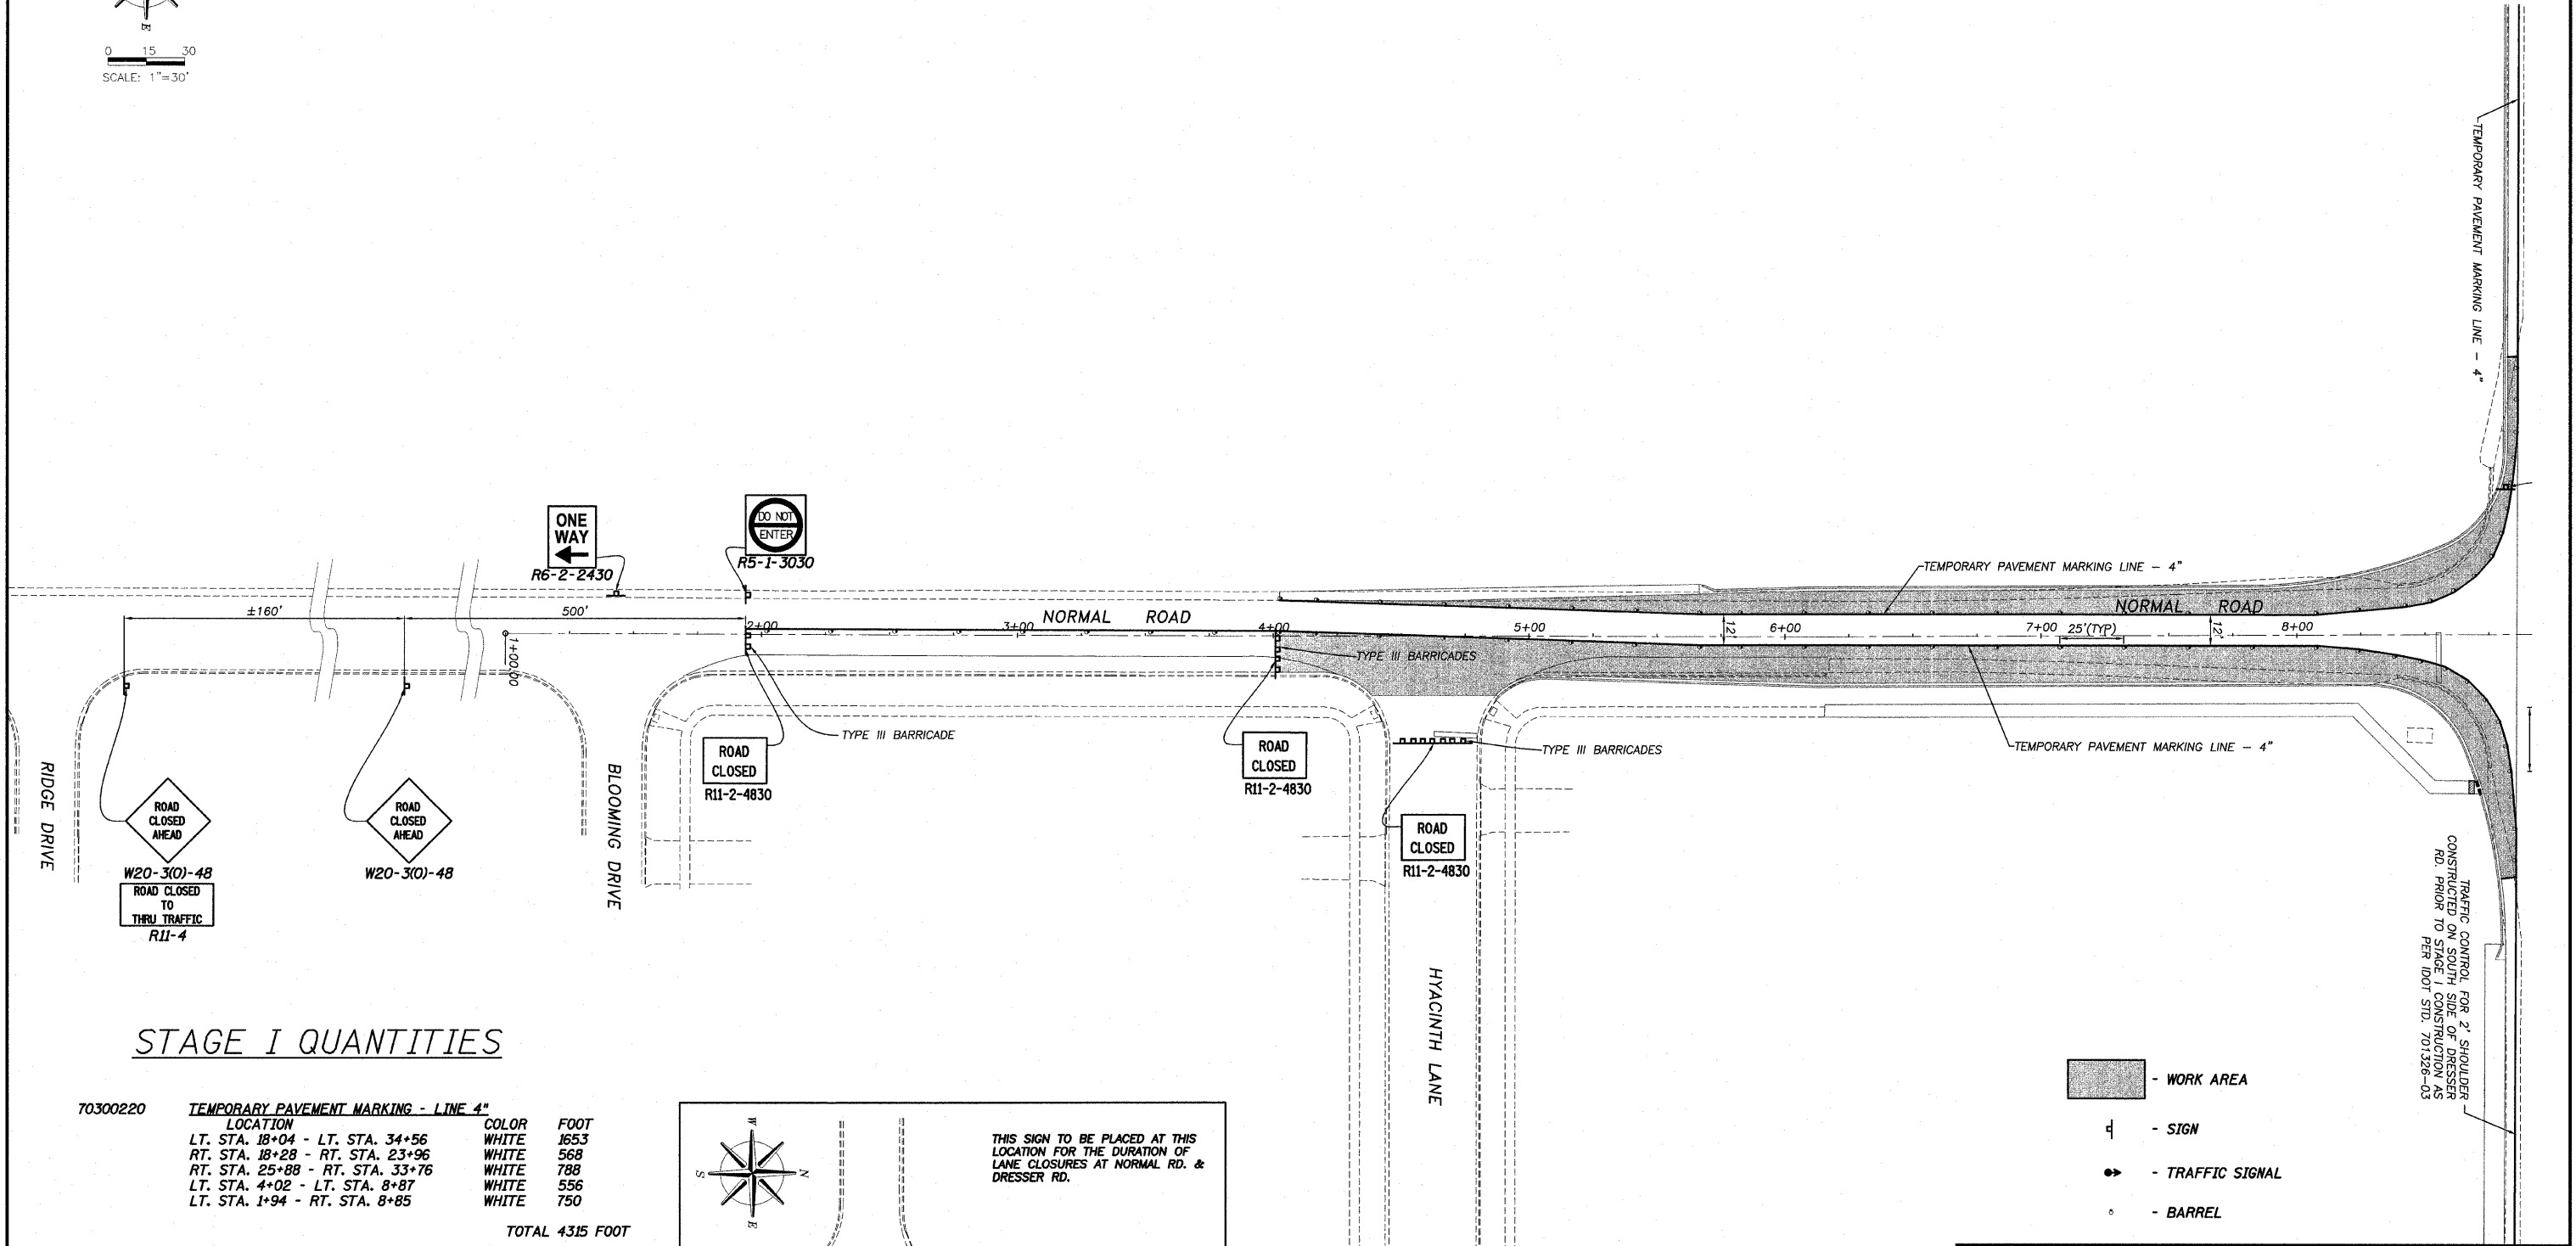 E
0 15 30
SCALE: 1"=30'
TEMPORARY PAVEMENT MARKING LINE - 4"
ONE
WAY
R6-2-2430
DO NOT
ENTER
R5-1-3030
TEMPORARY PAVEMENT MARKING LINE - 4"
±160'
500'
NORMAL ROAD
NORMAL ROAD
1+00.00
2+00
3+00
4+00
5+00
12'
6+00
7+00
25'(TYP)
12'
8+00
TYPE III BARRICADES
TYPE III BARRICADE
TYPE III BARRICADES
TEMPORARY PAVEMENT MARKING LINE - 4"
ROAD
CLOSED
R11-2-4830
ROAD
CLOSED
R11-2-4830
ROAD
CLOSED
R11-2-4830
RIDGE DRIVE
ROAD
CLOSED
AHEAD
W20-3(O)-48
ROAD CLOSED
TO
THRU TRAFFIC
R11-4
ROAD
CLOSED
AHEAD
W20-3(O)-48
BLOOMING DRIVE
HYACINTH LANE
TRAFFIC CONTROL FOR 2' SHOULDER
CONSTRUCTED ON SOUTH SIDE OF DRESSER
RD. PRIOR TO STAGE I CONSTRUCTION AS
PER IDOT STD. 701326-03
STAGE I QUANTITIES
70300220 TEMPORARY PAVEMENT MARKING - LINE 4"
LOCATION COLOR FOOT
LT. STA. 18+04 - LT. STA. 34+56 WHITE 1653
RT. STA. 18+28 - RT. STA. 23+96 WHITE 568
RT. STA. 25+88 - RT. STA. 33+76 WHITE 788
LT. STA. 4+02 - LT. STA. 8+87 WHITE 556
LT. STA. 1+94 - RT. STA. 8+85 WHITE 750
TOTAL 4315 FOOT
W
N
S
E
THIS SIGN TO BE PLACED AT THIS
LOCATION FOR THE DURATION OF
LANE CLOSURES AT NORMAL RD. &
DRESSER RD.
- WORK AREA
- SIGN
- TRAFFIC SIGNAL
- BARREL